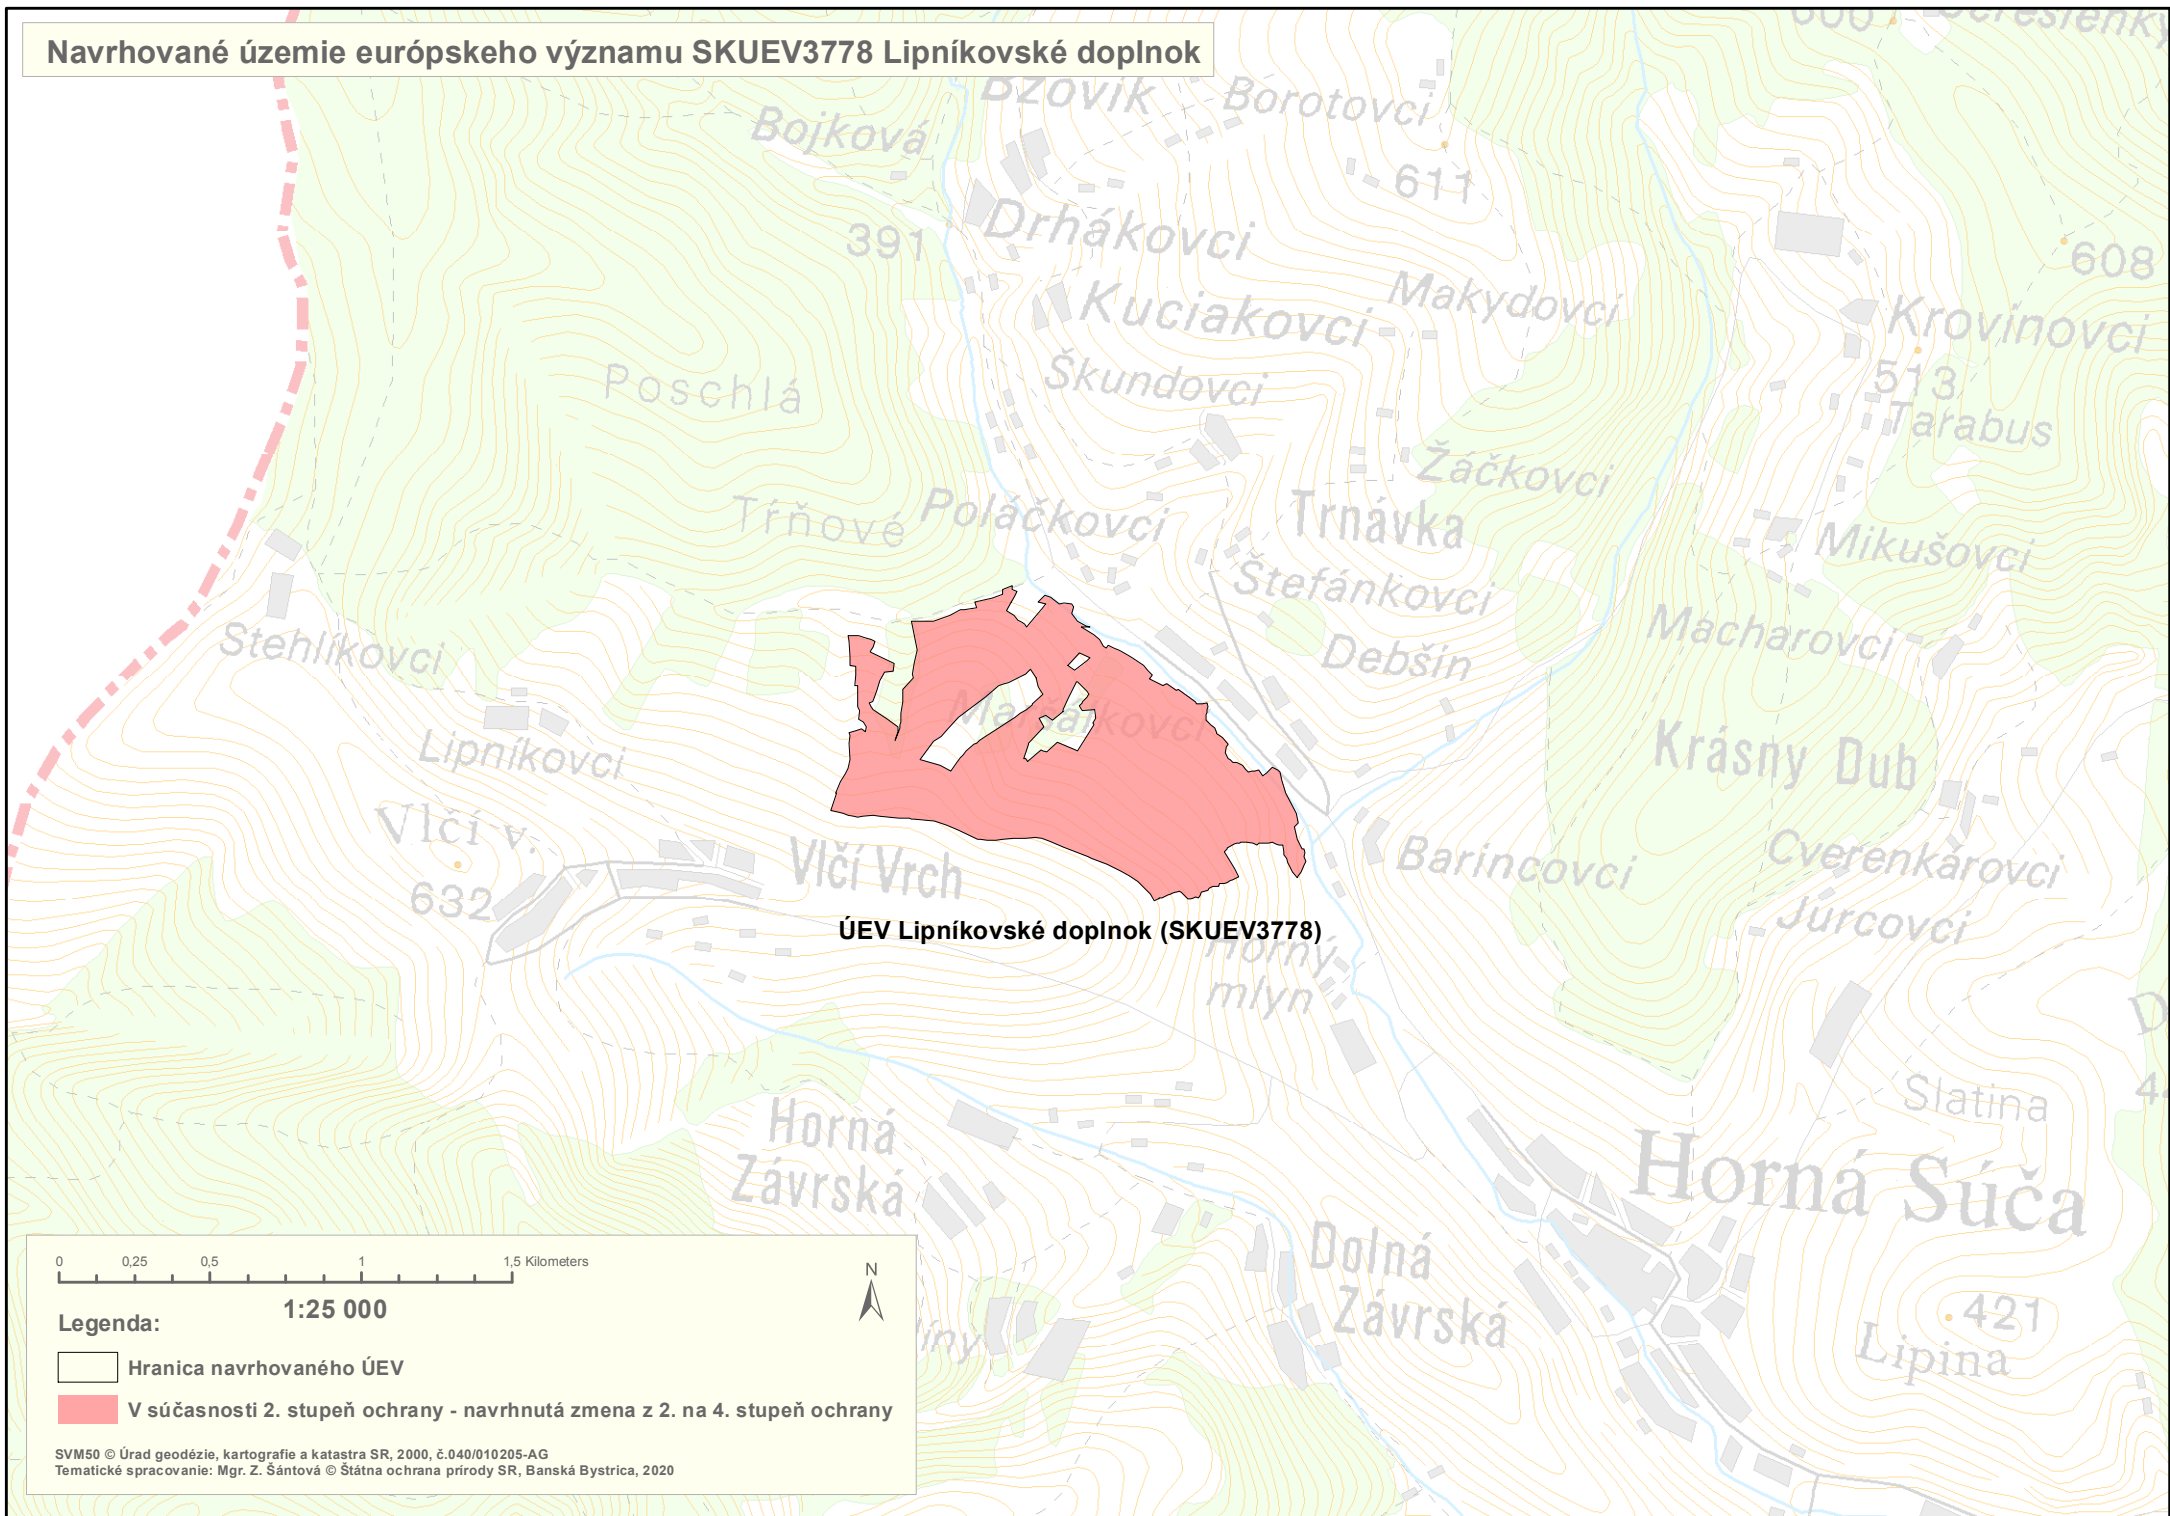 Navrhované územie európskeho významu SKUEV3778 Lipníkovské doplnok
Bzovík
Borotovci
Bojková
611
391
Drhákovci
608
Makydovci
Kuciakovci
Krovinovci
Škundovci
513
Poschlá
Tarabus
Žáčkovci
Tŕňové
Poláčkovci
Trnávka
Mikušovci
Štefánkovci
Stehlíkovci
Debšín
Macharovci
Lipníkovci
Krásny Dub
Vlčí v.
632
Vlčí Vrch
Barincovci
Cverenkárovci
Jurcovci
ÚEV Lipníkovské doplnok (SKUEV3778)
Horný
mlyn
Slatina
Horná
Závrská
Horná Súča
Dolná
Závrská
421
Lipina
0 0,25 0,5 1 1,5 Kilometers
N
1:25 000
Legenda:
Hranica navrhovaného ÚEV
V súčasnosti 2. stupeň ochrany - navrhnutá zmena z 2. na 4. stupeň ochrany
SVM50 © Úrad geodézie, kartografie a katastra SR, 2000, č.040/010205-AG
Tematické spracovanie: Mgr. Z. Šántová © Štátna ochrana prírody SR, Banská Bystrica, 2020